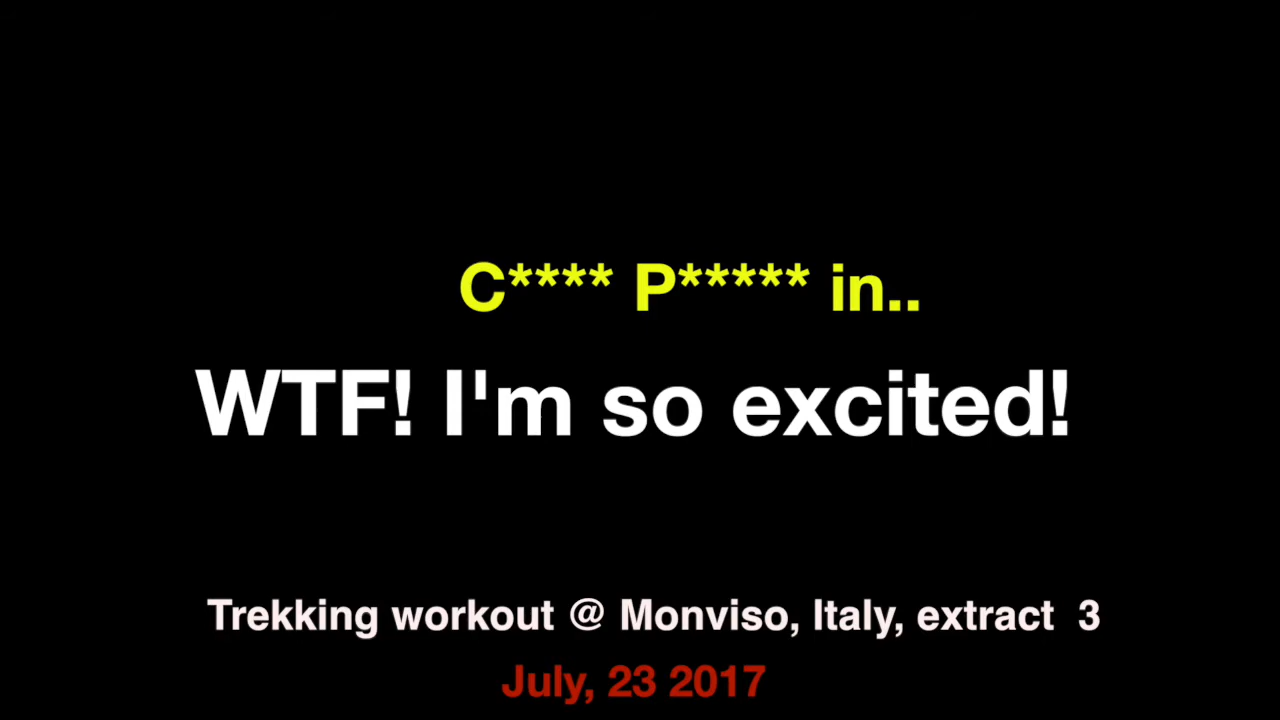 C**** P***** in..
WTF! I'm so excited!
Trekking workout @ Monviso, Italy, extract  3
July, 23 2017